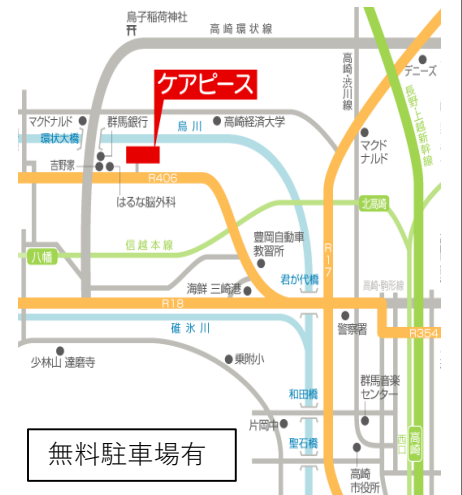 烏子稲荷神社
高崎環状線
高崎・渋川線
デニーズ
ケアピース
長野・上越新幹線
マクドナルド
群馬銀行
烏川
高崎経済大学
環状大橋
マクド
ナルド
吉野家
R406
はるな脳外科
北高崎
信越本線
八幡
豊岡自動車
教習所
R17
君が代橋
海鮮 三崎港
高崎・駒形線
R18
碓氷川
警察署
R354
少林山 達磨寺
乗附小
群馬音楽
センター
和田橋
片岡中
聖石橋
西口
高崎
高崎
市役所
無料駐車場有